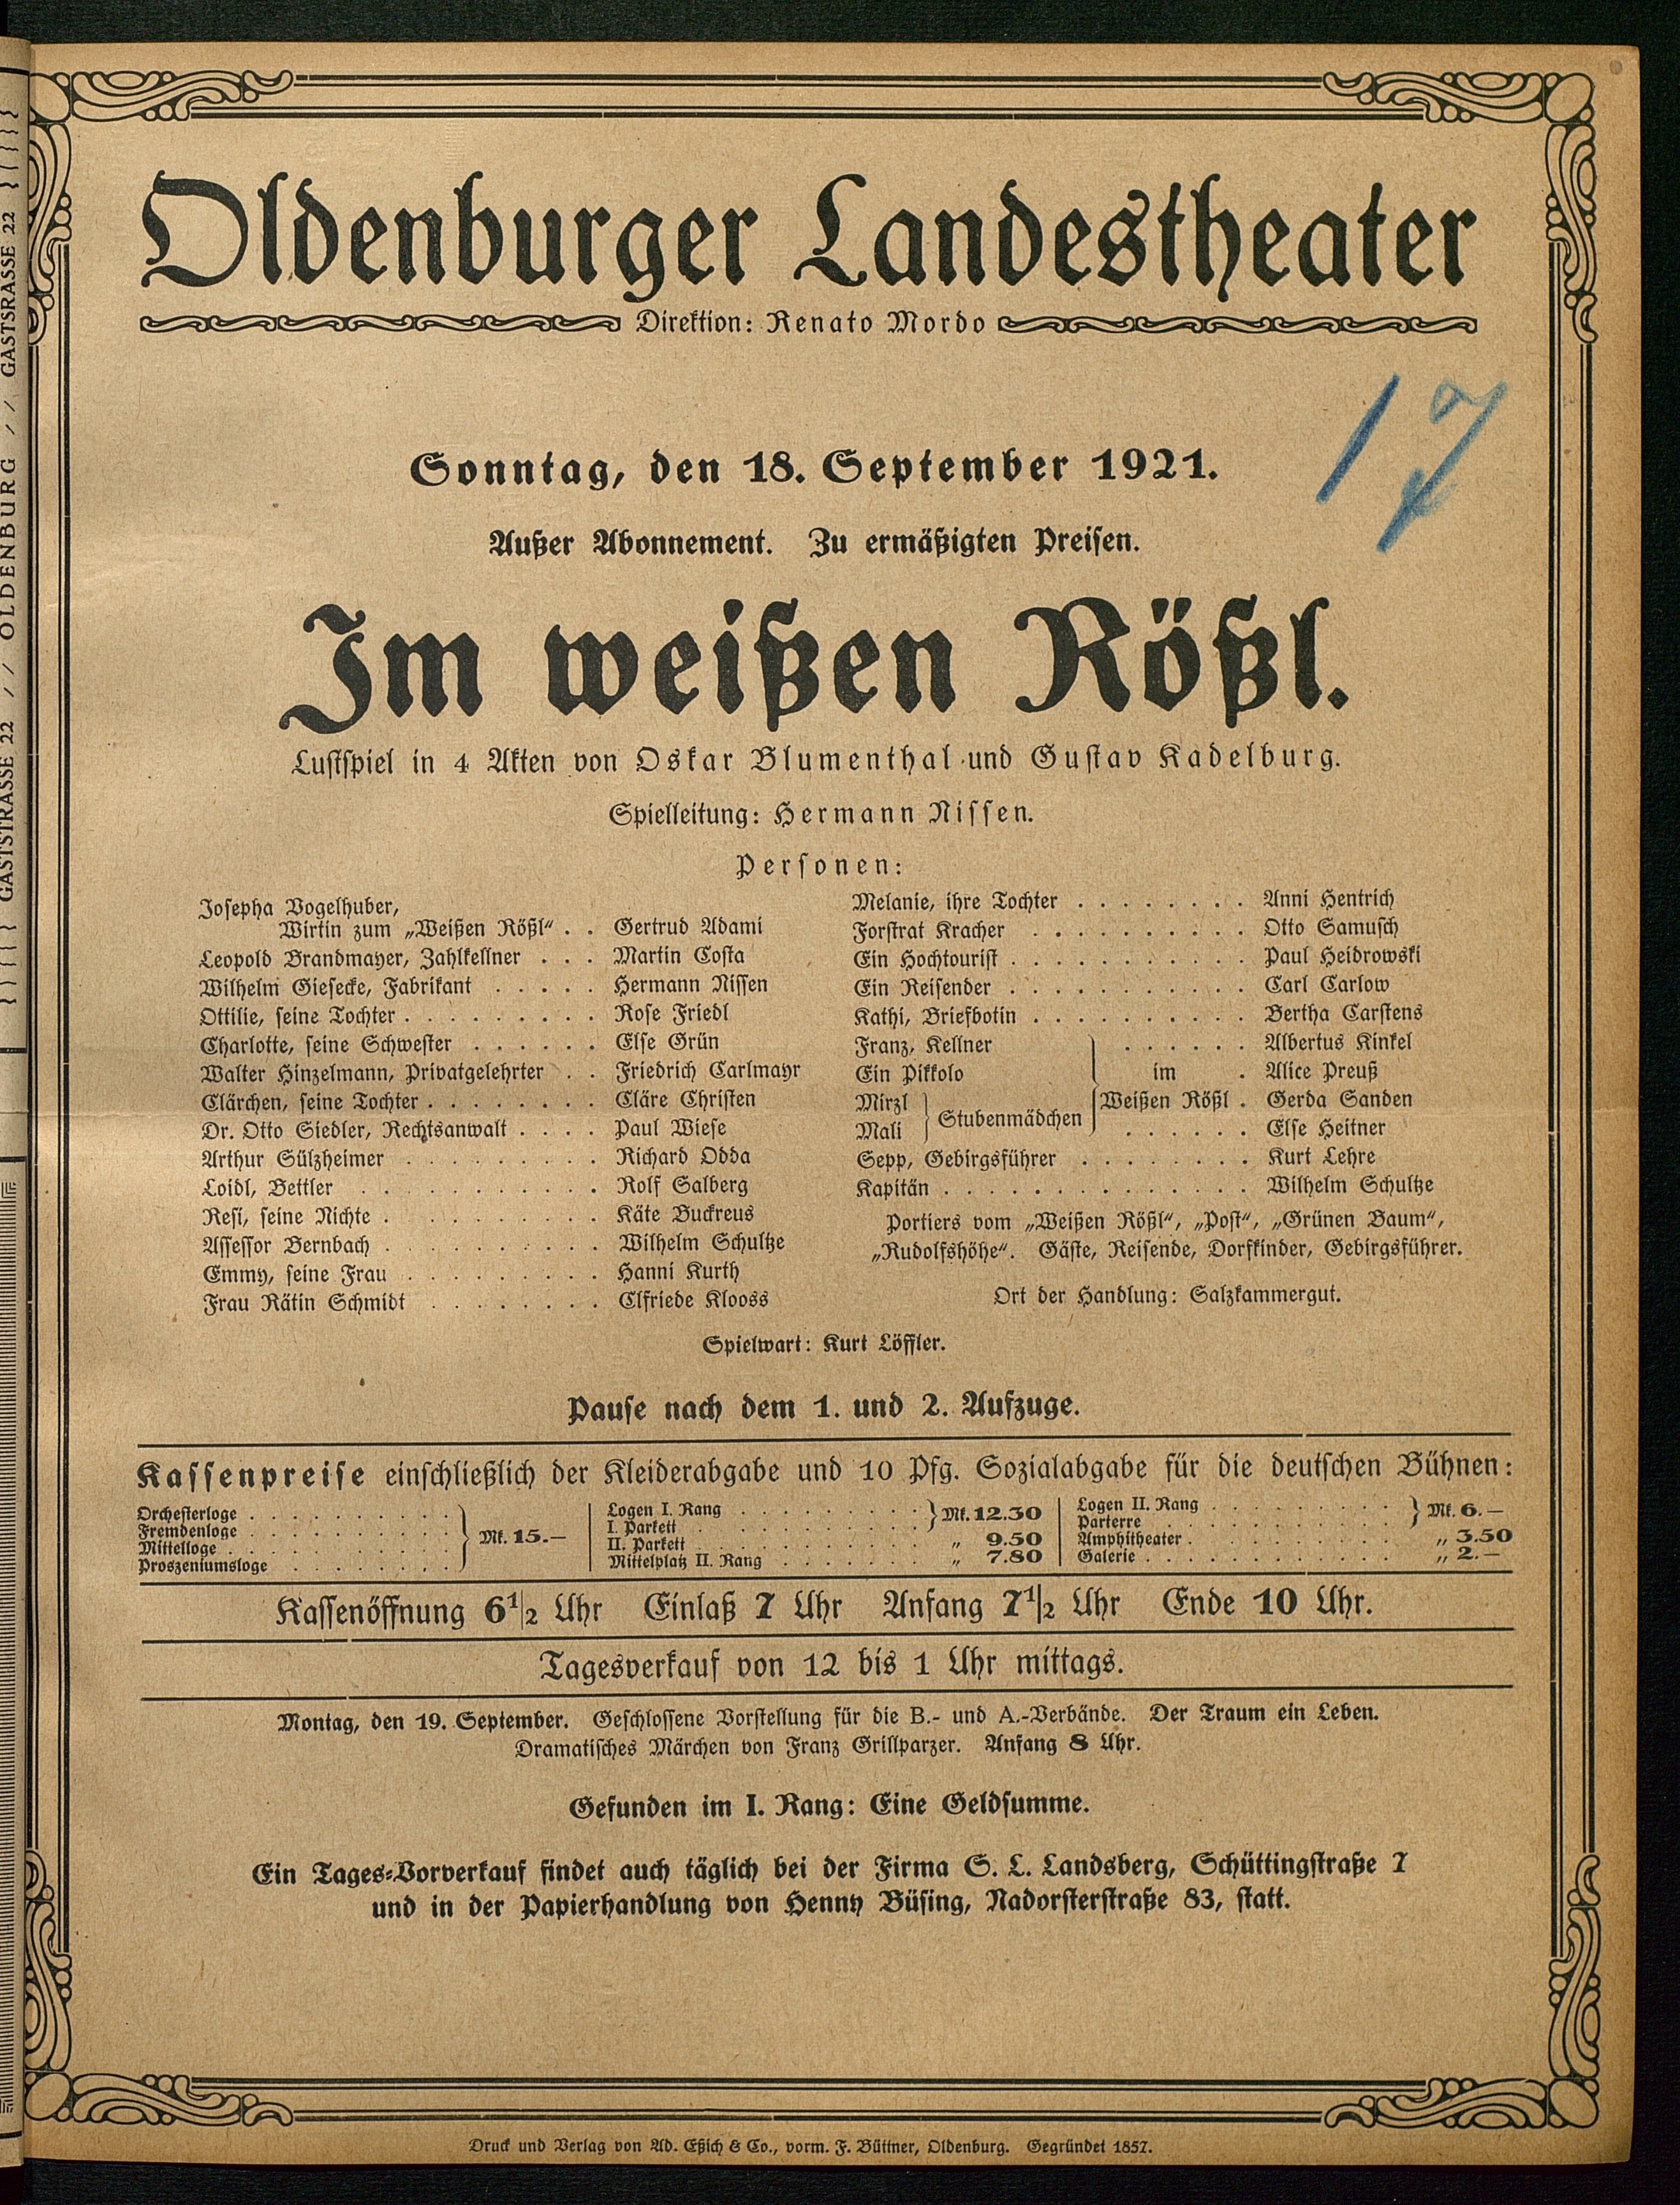 Oldenburger Landestheater
Direktion: Renato Mordo
17
Sonntag, den 18. September 1921.
Außer Abonnement. Zu ermäßigten Preisen.
Im weißen Rößl.
Lustspiel in 4 Akten von Oskar Blumenthal und Gustav Kadelburg.
Spielleitung: Hermann Nissen.
Personen:
Josepha Vogelhuber,
Wirtin zum „Weißen Rößl“ . . Gertrud Adami
Leopold Brandmayer, Zahlkellner . . . Martin Costa
Wilhelm Giesecke, Fabrikant . . . . . Hermann Nissen
Ottilie, seine Tochter . . . . . . . . . Rose Friedl
Charlotte, seine Schwester . . . . . . Else Grün
Walter Hinzelmann, Privatgelehrter . . Friedrich Carlmayr
Clärchen, seine Tochter . . . . . . . . Cläre Christen
Dr. Otto Siedler, Rechtsanwalt . . . . Paul Wiese
Arthur Sülzheimer . . . . . . . . . Richard Odda
Loidl, Bettler . . . . . . . . . . . Rolf Salberg
Resi, seine Nichte . . . . . . . . . . Käte Buckreus
Assessor Bernbach . . . . . . . . . . Wilhelm Schultze
Emmy, seine Frau . . . . . . . . . Hanni Kurth
Frau Rätin Schmidt . . . . . . . . Elfriede Klooss
Melanie, ihre Tochter . . . . . . . . Anni Hentrich
Forstrat Kracher . . . . . . . . . . Otto Samusch
Ein Hochtourist . . . . . . . . . . . Paul Heidrowski
Ein Reisender . . . . . . . . . . . Carl Carlow
Kathi, Briefbotin . . . . . . . . . . Bertha Carstens
Franz, Kellner . . . . . . Albertus Kinkel
Ein Pikkolo im . Alice Preuß
Mirzl Weißen Rößl . Gerda Sanden
Stubenmädchen
Mali . . . . . . Else Heitner
Sepp, Gebirgsführer . . . . . . . . Kurt Lehre
Kapitän . . . . . . . . . . . . . . Wilhelm Schultze
Portiers vom „Weißen Rößl“, „Post“, „Grünen Baum“,
„Rudolfshöhe“. Gäste, Reisende, Dorfkinder, Gebirgsführer.
Ort der Handlung: Salzkammergut.
Spielwart: Kurt Löffler.
Pause nach dem 1. und 2. Aufzuge.
Kassenpreise einschließlich der Kleiderabgabe und 10 Pfg. Sozialabgabe für die deutschen Bühnen:
Orchesterloge . . . . . . . . . .
Fremdenloge . . . . . . . . . .
Mittelloge . . . . . . . . . . .
Proszeniumsloge . . . . . . . .
Mk. 15.—
Logen I. Rang . . . . . . . . .
I. Parkett . . . . . . . . . . .
Mk. 12.30
II. Parkett . . . . . . . . . . . „ 9.50
Mittelplatz II. Rang . . . . . . . „ 7.80
Logen II. Rang . . . . . . . . .
Parterre . . . . . . . . . . .
Mk. 6.—
Amphitheater . . . . . . . . . . „ 3.50
Galerie . . . . . . . . . . . . „ 2.—
Kassenöffnung 6 1/2 Uhr Einlaß 7 Uhr Anfang 7 1/2 Uhr Ende 10 Uhr.
Tagesverkauf von 12 bis 1 Uhr mittags.
Montag, den 19. September. Geschlossene Vorstellung für die B.- und A.-Verbände. Der Traum ein Leben.
Dramatisches Märchen von Franz Grillparzer. Anfang 8 Uhr.
Gefunden im I. Rang: Eine Geldsumme.
Ein Tages-Vorverkauf findet auch täglich bei der Firma S. L. Landsberg, Schüttingstraße 7
und in der Papierhandlung von Henny Büsing, Nadorsterstraße 83, statt.
Druck und Verlag von Ad. Eßich & Co., vorm. F. Büttner, Oldenburg. Gegründet 1857.
GASTSTRASSE 22 // OLDENBURG // GASTSRASSE 22